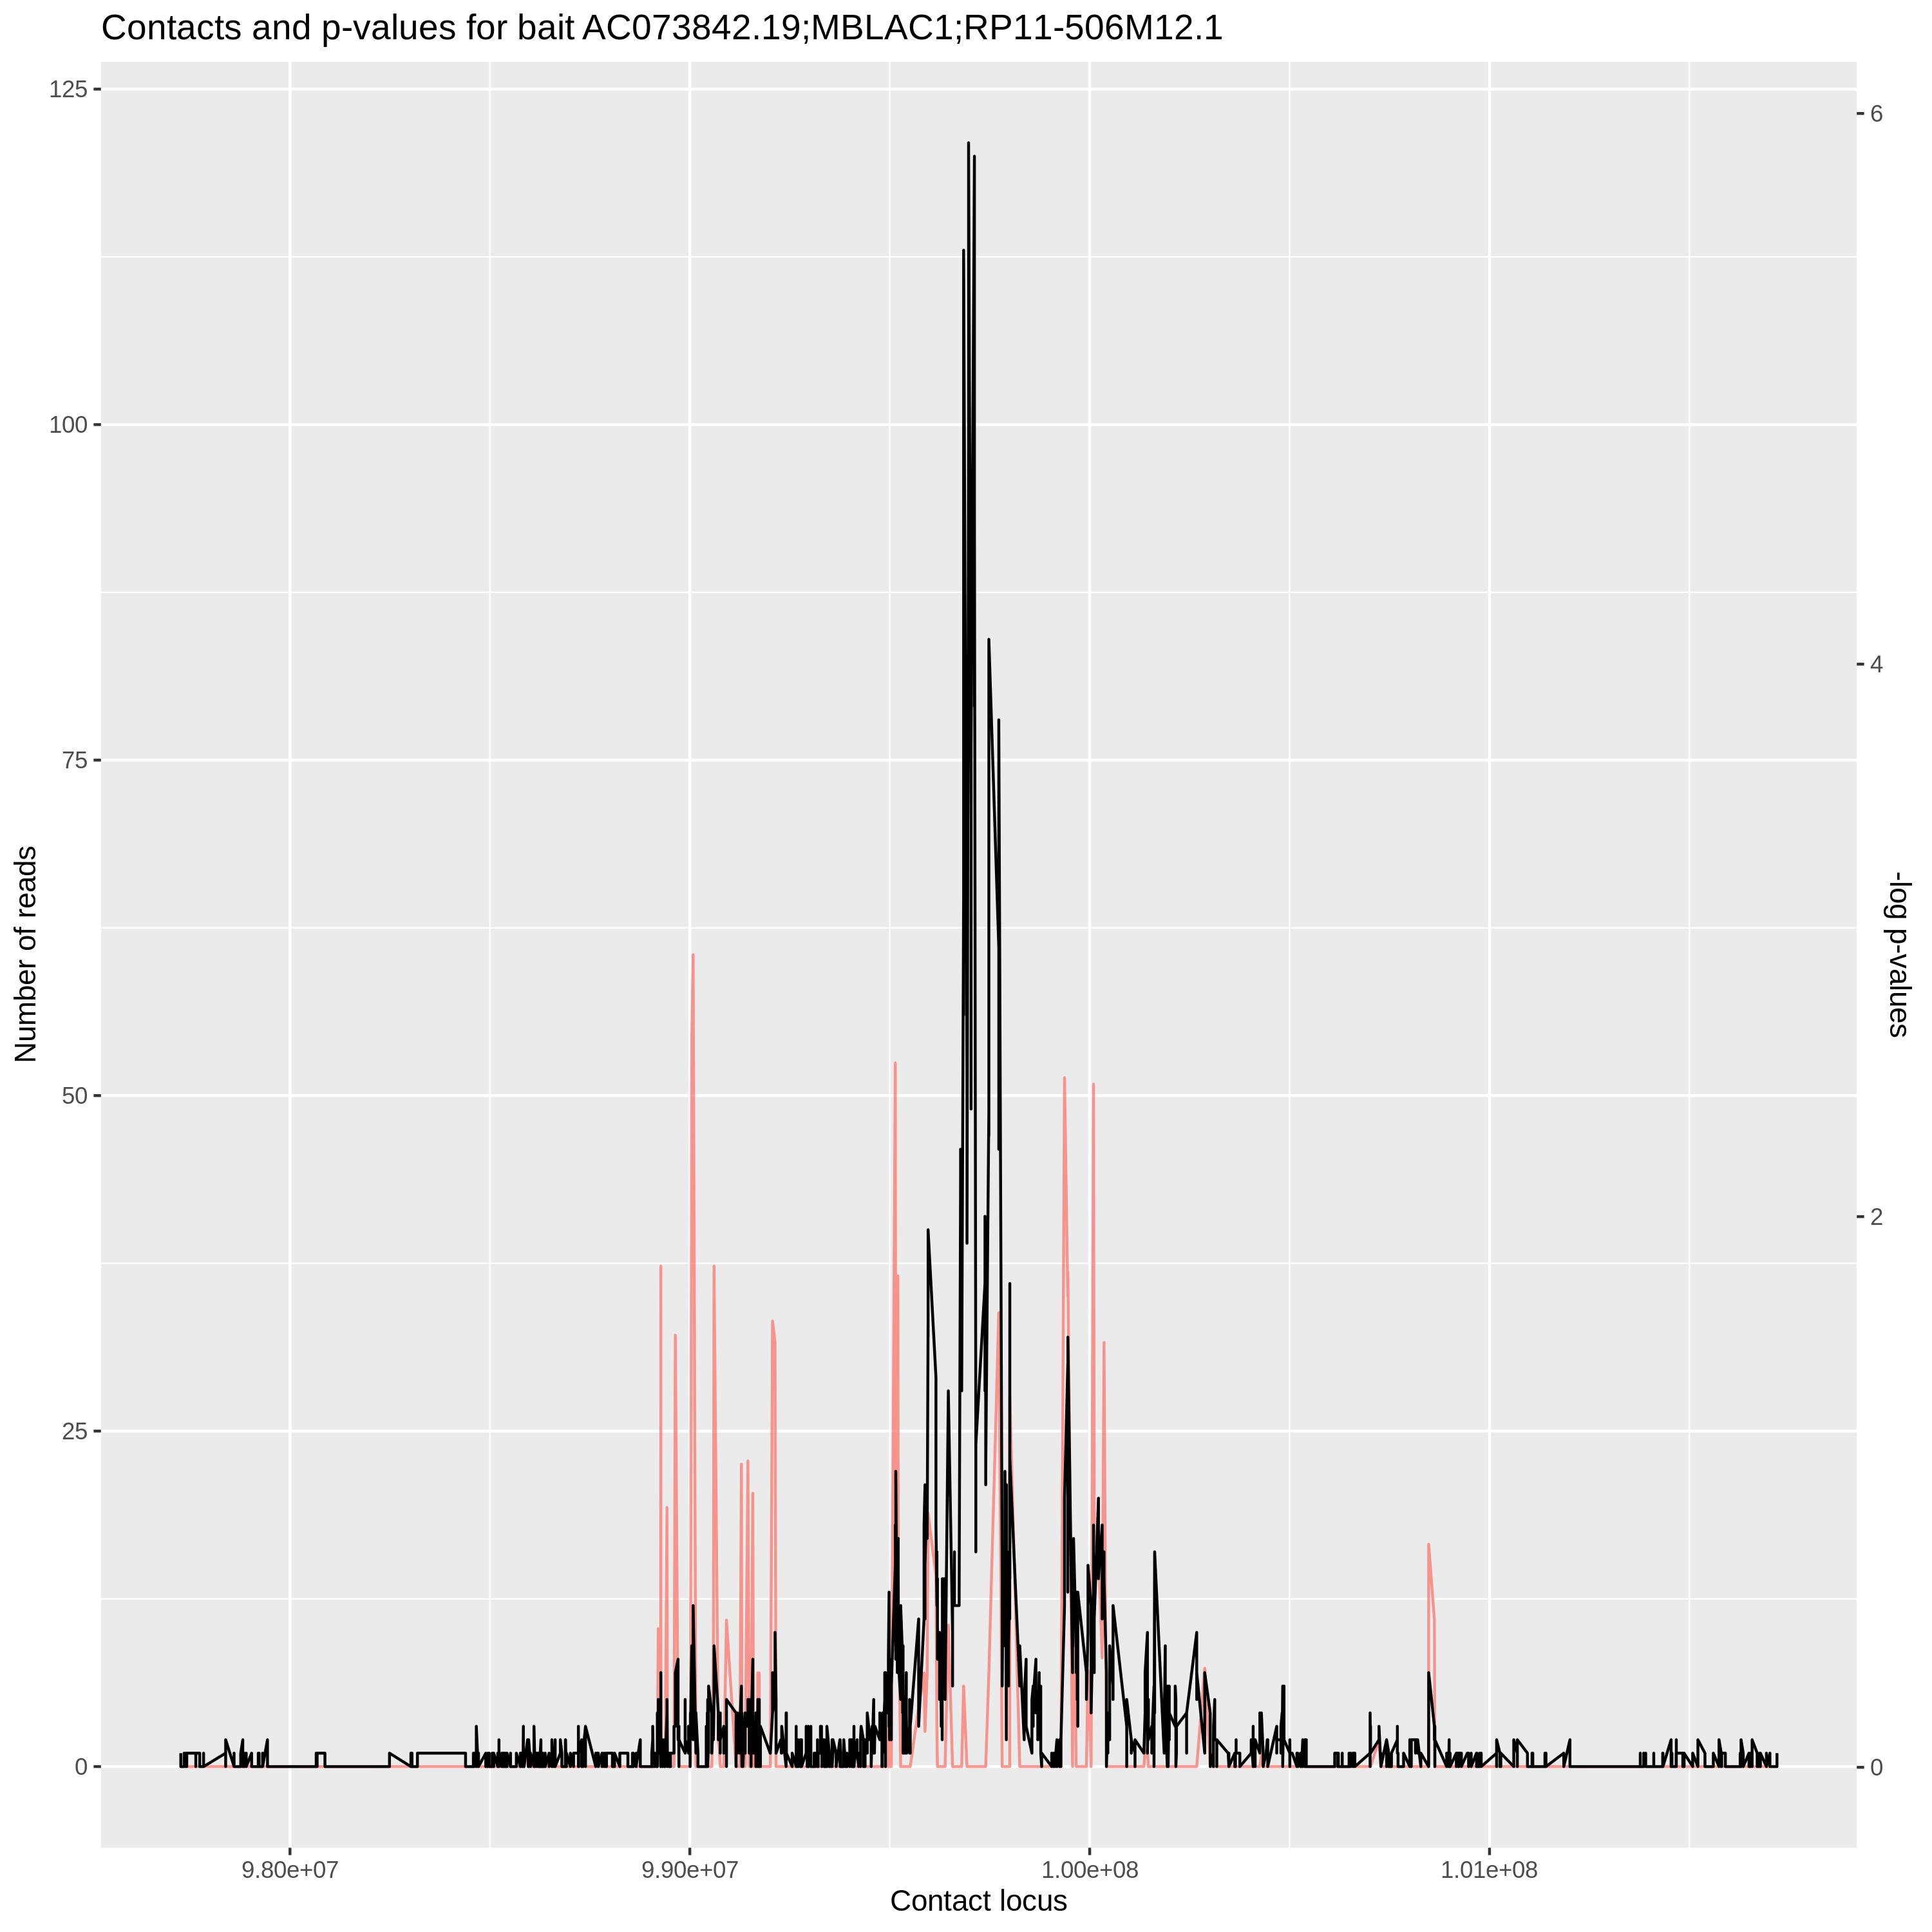 Contacts and p-values for bait AC073842.19;MBLAC1;RP11-506M12.1
125
100
75
50
25
0
Number of reads
6
4
2
0
-log p-values
9.80e+07
9.90e+07
1.00e+08
1.01e+08
Contact locus